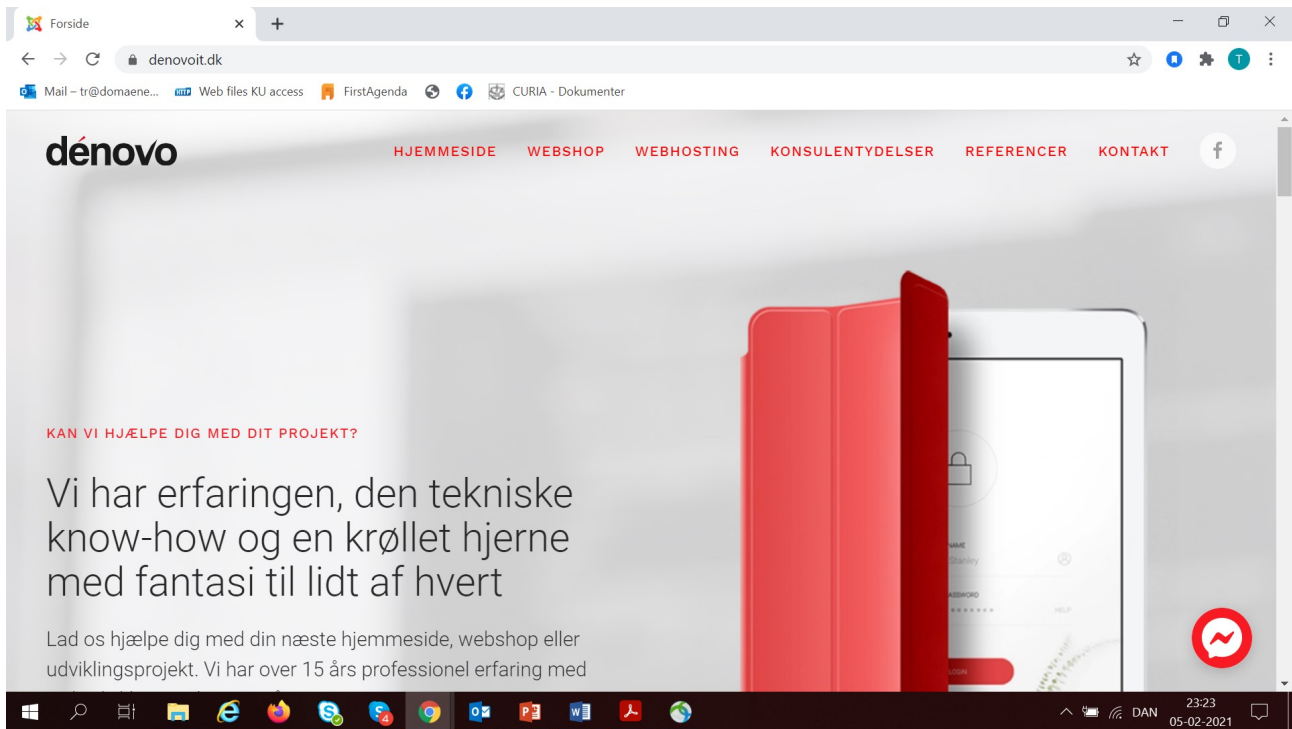 Forside
denovoit.dk
T
Mail – tr@domaene... Web files KU access FirstAgenda CURIA - Dokumenter
dénovo
HJEMMESIDE WEBSHOP WEBHOSTING KONSULENTYDELSER REFERENCER KONTAKT
KAN VI HJÆLPE DIG MED DIT PROJEKT?
Vi har erfaringen, den tekniske
know-how og en krøllet hjerne
med fantasi til lidt af hvert
Stanley
HELP
LOGIN
Lad os hjælpe dig med din næste hjemmeside, webshop eller
udviklingsprojekt. Vi har over 15 års professionel erfaring med
DAN
23:23
05-02-2021